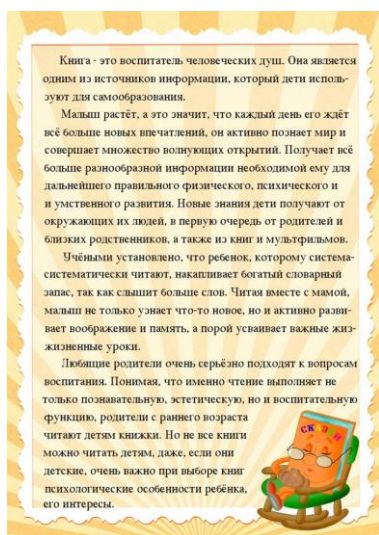 Книга - это воспитатель человеческих душ. Она является
одним из источников информации, который дети исполь-
зуют для самообразования.
Малыш растёт, а это значит, что каждый день его ждёт
всё больше новых впечатлений, он активно познает мир и
совершает множество волнующих открытий. Получает всё
больше разнообразной информации необходимой ему для
дальнейшего правильного физического, психического и
и умственного развития. Новые знания дети получают от
окружающих их людей, в первую очередь от родителей и
близких родственников, а также из книг и мультфильмов.
Учёными установлено, что ребенок, которому система-
систематически читают, накапливает богатый словарный
запас, так как слышит больше слов. Читая вместе с мамой,
малыш не только узнает что-то новое, но и активно разви-
вает воображение и память, а порой усваивает важные жиз-
жизненные уроки.
Любящие родители очень серьёзно подходят к вопросам
воспитания. Понимая, что именно чтение выполняет не
только познавательную, эстетическую, но и воспитательную
функцию, родители с раннего возраста
читают детям книжки. Но не все книги
можно читать детям, даже, если они
детские, очень важно при выборе книг
психологические особенности ребёнка,
его интересы.
СКАЗКИ